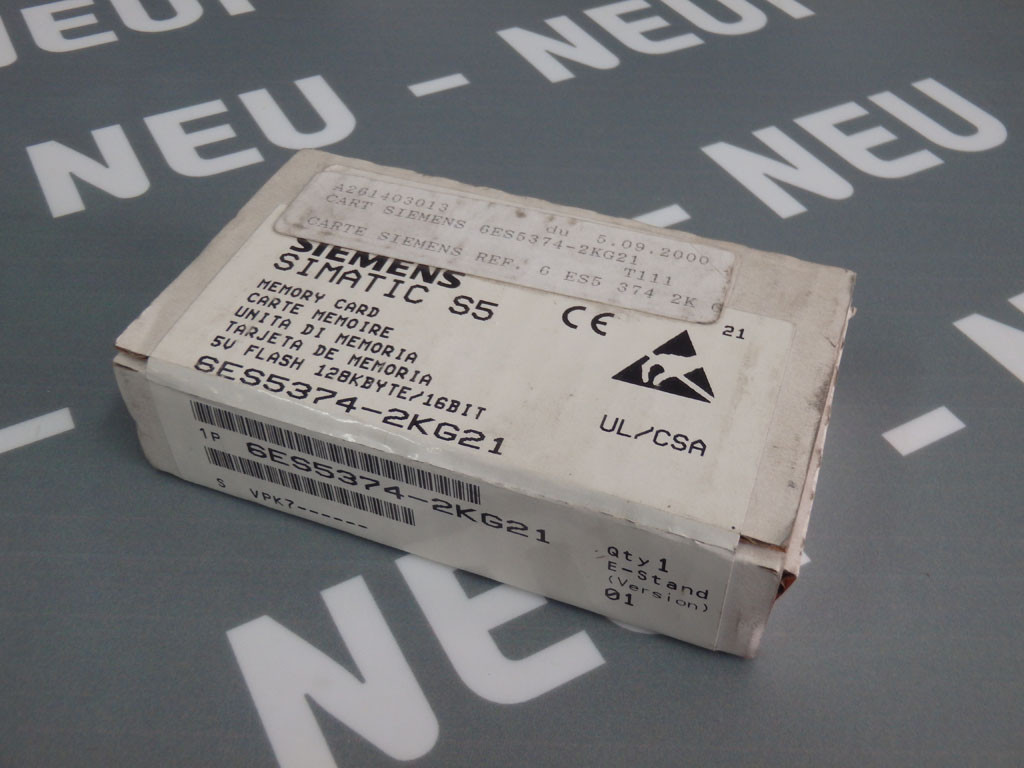 NEU
NEU - NEU
NEU
A261403013 du 5.09.2000
CART SIEMENS 6ES5374-2KG21
T111
CARTE SIEMENS REF. 6 ES5 374 2K G
21
SIEMENS
SIMATIC S5
MEMORY CARD
CARTE MEMOIRE
UNITA DI MEMORIA
TARJETA DE MEMORIA
5V FLASH 128KBYTE/16BIT
6ES5374-2KG21
CE
UL/CSA
1P 6ES5374-2KG21
S VPK7------
Qty 1
E-Stand
(Version)
01
NE